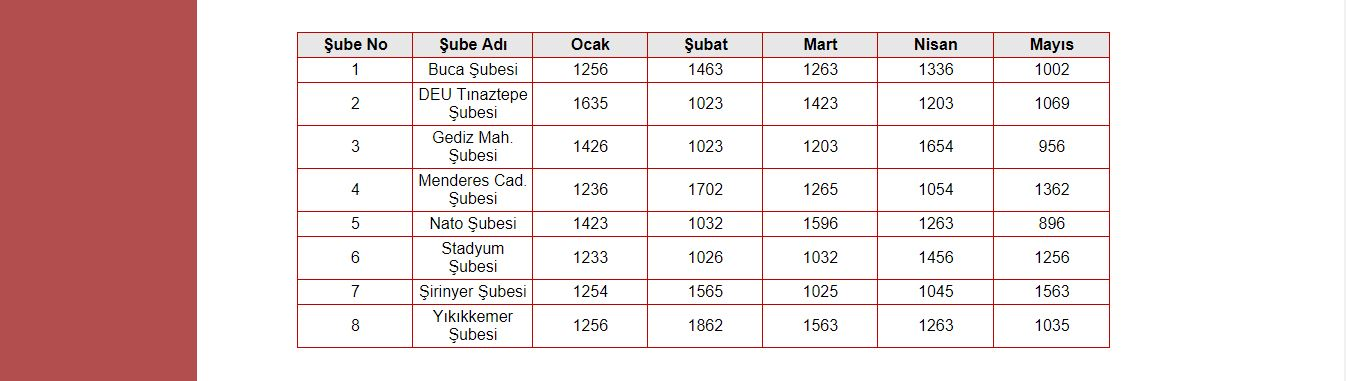 Şube No Şube Adı Ocak Şubat Mart Nisan Mayıs
1 Buca Şubesi 1256 1463 1263 1336 1002
2 DEU Tınaztepe Şubesi 1635 1023 1423 1203 1069
3 Gediz Mah. Şubesi 1426 1023 1203 1654 956
4 Menderes Cad. Şubesi 1236 1702 1265 1054 1362
5 Nato Şubesi 1423 1032 1596 1263 896
6 Stadyum Şubesi 1233 1026 1032 1456 1256
7 Şirinyer Şubesi 1254 1565 1025 1045 1563
8 Yıkıkkemer Şubesi 1256 1862 1563 1263 1035